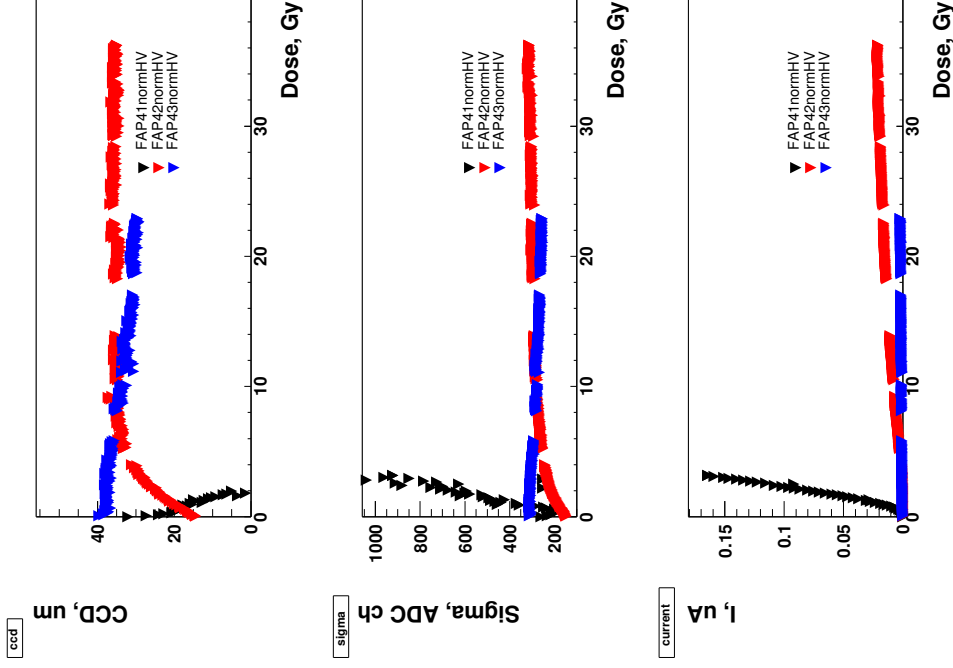 ccd
CCD, um
40
20
0
0
10
20
30
Dose, Gy
FAP41normHV
FAP42normHV
FAP43normHV
sigma
Sigma, ADC ch
1000
800
600
400
200
0
10
20
30
Dose, Gy
FAP41normHV
FAP42normHV
FAP43normHV
current
I, uA
0.15
0.1
0.05
0
0
10
20
30
Dose, Gy
FAP41normHV
FAP42normHV
FAP43normHV